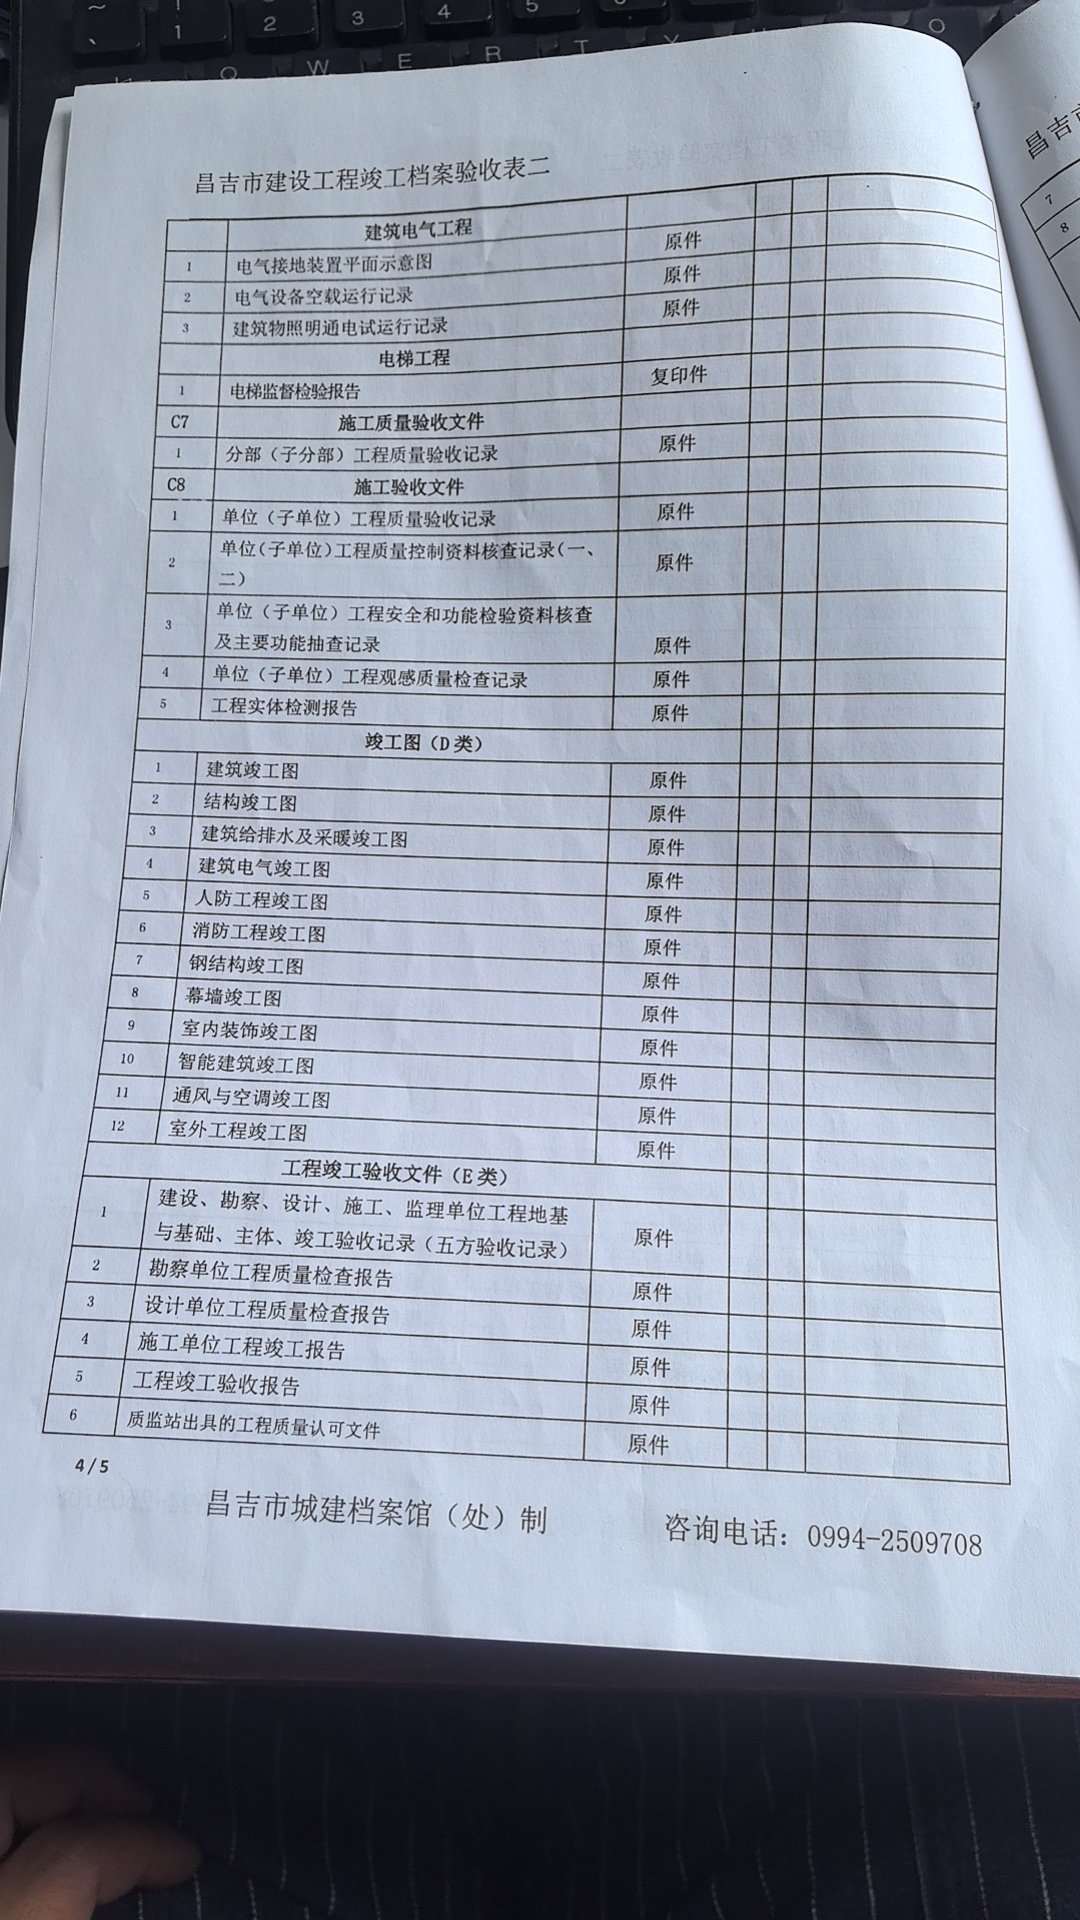 昌吉市建设工程竣工档案验收表二
建筑电气工程
1 电气接地装置平面示意图 原件
2 电气设备空载运行记录 原件
3 建筑物照明通电试运行记录 原件
电梯工程
1 电梯监督检验报告 复印件
C7 施工质量验收文件
1 分部（子分部）工程质量验收记录 原件
C8 施工验收文件
1 单位（子单位）工程质量验收记录 原件
2 单位（子单位）工程质量控制资料核查记录（一、
二） 原件
3 单位（子单位）工程安全和功能检验资料核查
及主要功能抽查记录 原件
4 单位（子单位）工程观感质量检查记录 原件
5 工程实体检测报告 原件
竣工图（D 类）
1 建筑竣工图 原件
2 结构竣工图 原件
3 建筑给排水及采暖竣工图 原件
4 建筑电气竣工图 原件
5 人防工程竣工图 原件
6 消防工程竣工图 原件
7 钢结构竣工图 原件
8 幕墙竣工图 原件
9 室内装饰竣工图 原件
10 智能建筑竣工图 原件
11 通风与空调竣工图 原件
12 室外工程竣工图 原件
工程竣工验收文件（E 类）
1 建设、勘察、设计、施工、监理单位工程地基
与基础、主体、竣工验收记录（五方验收记录） 原件
2 勘察单位工程质量检查报告 原件
3 设计单位工程质量检查报告 原件
4 施工单位工程竣工报告 原件
5 工程竣工验收报告 原件
6 质监站出具的工程质量认可文件 原件
4 / 5
昌吉市城建档案馆（处）制 咨询电话：0994-2509708
昌吉
7
8
~ ! 1 2 3 4 5 6
Q W E R T Y O